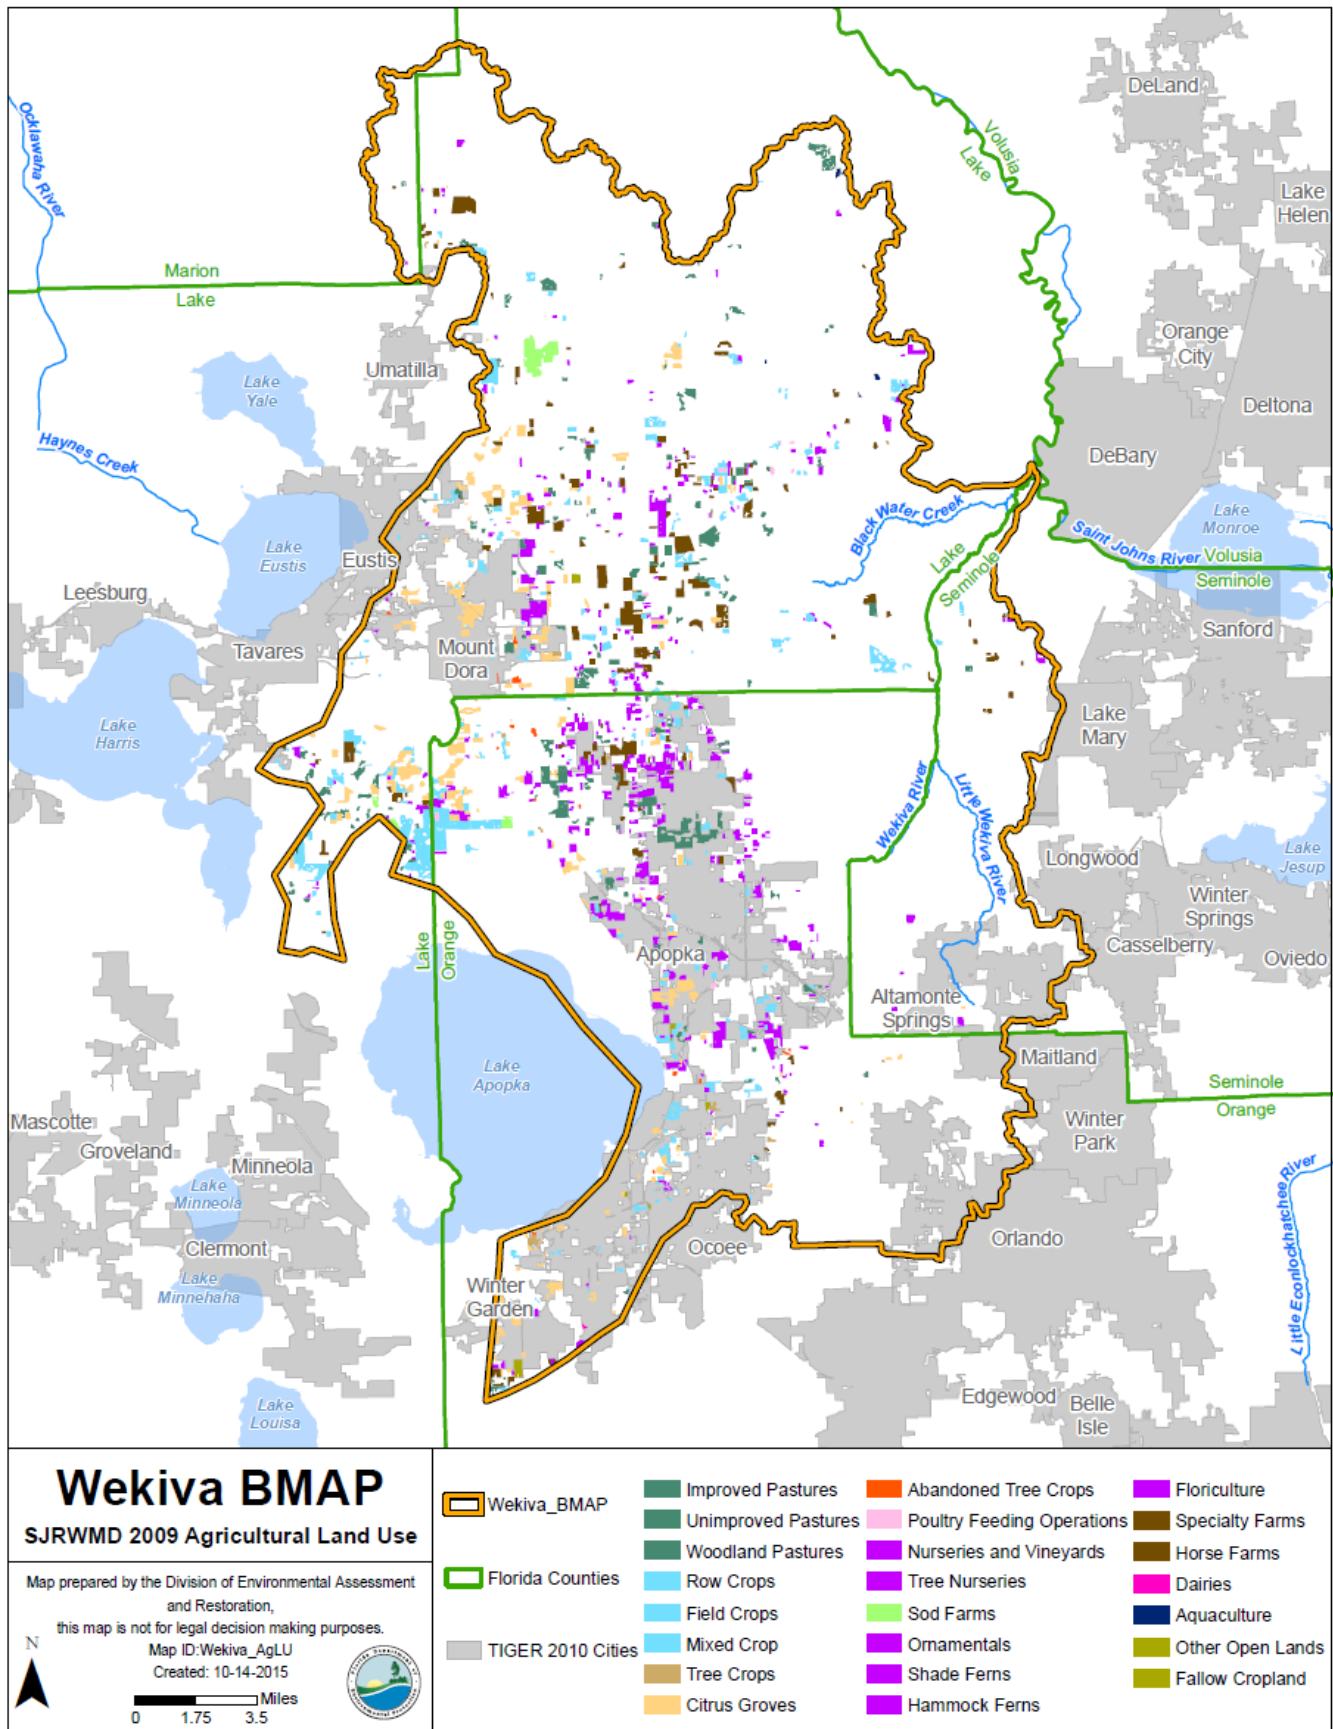 DeLand
Volusia
Lake
Ocklawaha River
Lake
Helen
Marion
Lake
Orange
City
Umatilla
Lake
Yale
Deltona
Haynes Creek
DeBary
Lake
Monroe
Black Water Creek
Saint Johns River
Volusia
Seminole
Lake
Seminole
Lake
Eustis
Eustis
Leesburg
Sanford
Tavares
Mount
Dora
Lake
Harris
Lake
Mary
Wekiva River
Little Wekiva River
Longwood
Lake
Jesup
Winter
Springs
Casselberry
Oviedo
Lake
Orange
Apopka
Altamonte
Springs
Lake
Apopka
Maitland
Seminole
Orange
Mascotte
Groveland
Minneola
Winter
Park
Lake
Minneola
Clermont
Ocoee
Orlando
Little Econlockhatchee River
Lake
Minnehaha
Winter
Garden
Lake
Louisa
Edgewood
Belle
Isle
Wekiva BMAP
SJRWMD 2009 Agricultural Land Use
Map prepared by the Division of Environmental Assessment
and Restoration,
this map is not for legal decision making purposes.
Map ID:Wekiva_AgLU
Created: 10-14-2015
N
Miles
0 1.75 3.5
Wekiva_BMAP
Florida Counties
TIGER 2010 Cities
Improved Pastures
Unimproved Pastures
Woodland Pastures
Row Crops
Field Crops
Mixed Crop
Tree Crops
Citrus Groves
Abandoned Tree Crops
Poultry Feeding Operations
Nurseries and Vineyards
Tree Nurseries
Sod Farms
Ornamentals
Shade Ferns
Hammock Ferns
Floriculture
Specialty Farms
Horse Farms
Dairies
Aquaculture
Other Open Lands
Fallow Cropland